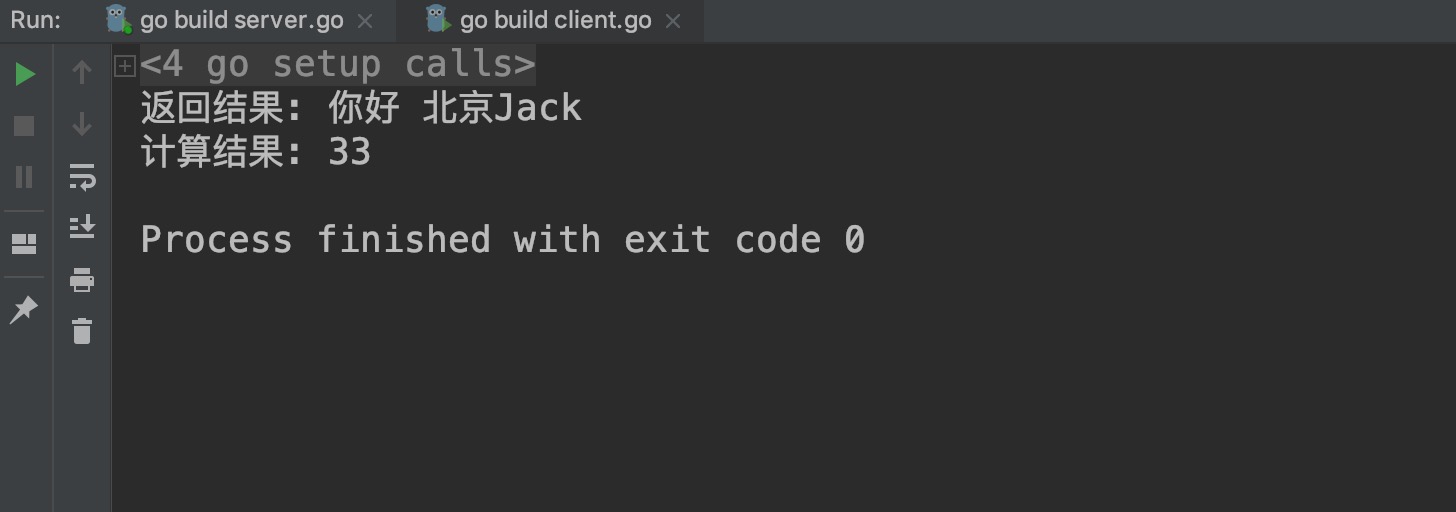 Run:
go build server.go
go build client.go
<4 go setup calls>
返回结果: 你好 北京Jack
计算结果: 33
Process finished with exit code 0